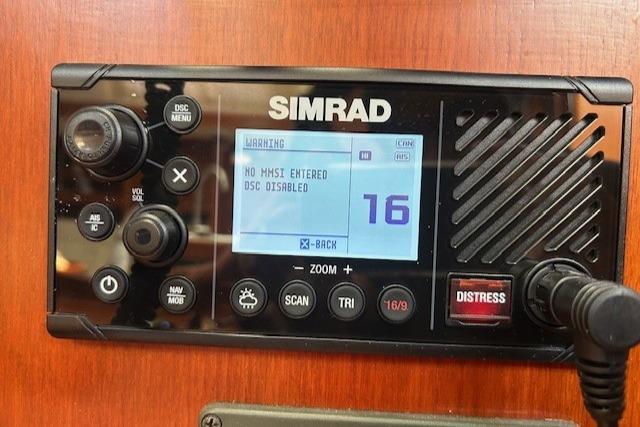 SIMRAD
DSC
MENU
X
VOL
SQL
AIS
IC
NAV
MOB
WARNING
CAN
HI
AIS
NO MMSI ENTERED
DSC DISABLED
16
X-BACK
– ZOOM +
SCAN
TRI
16/9
DISTRESS